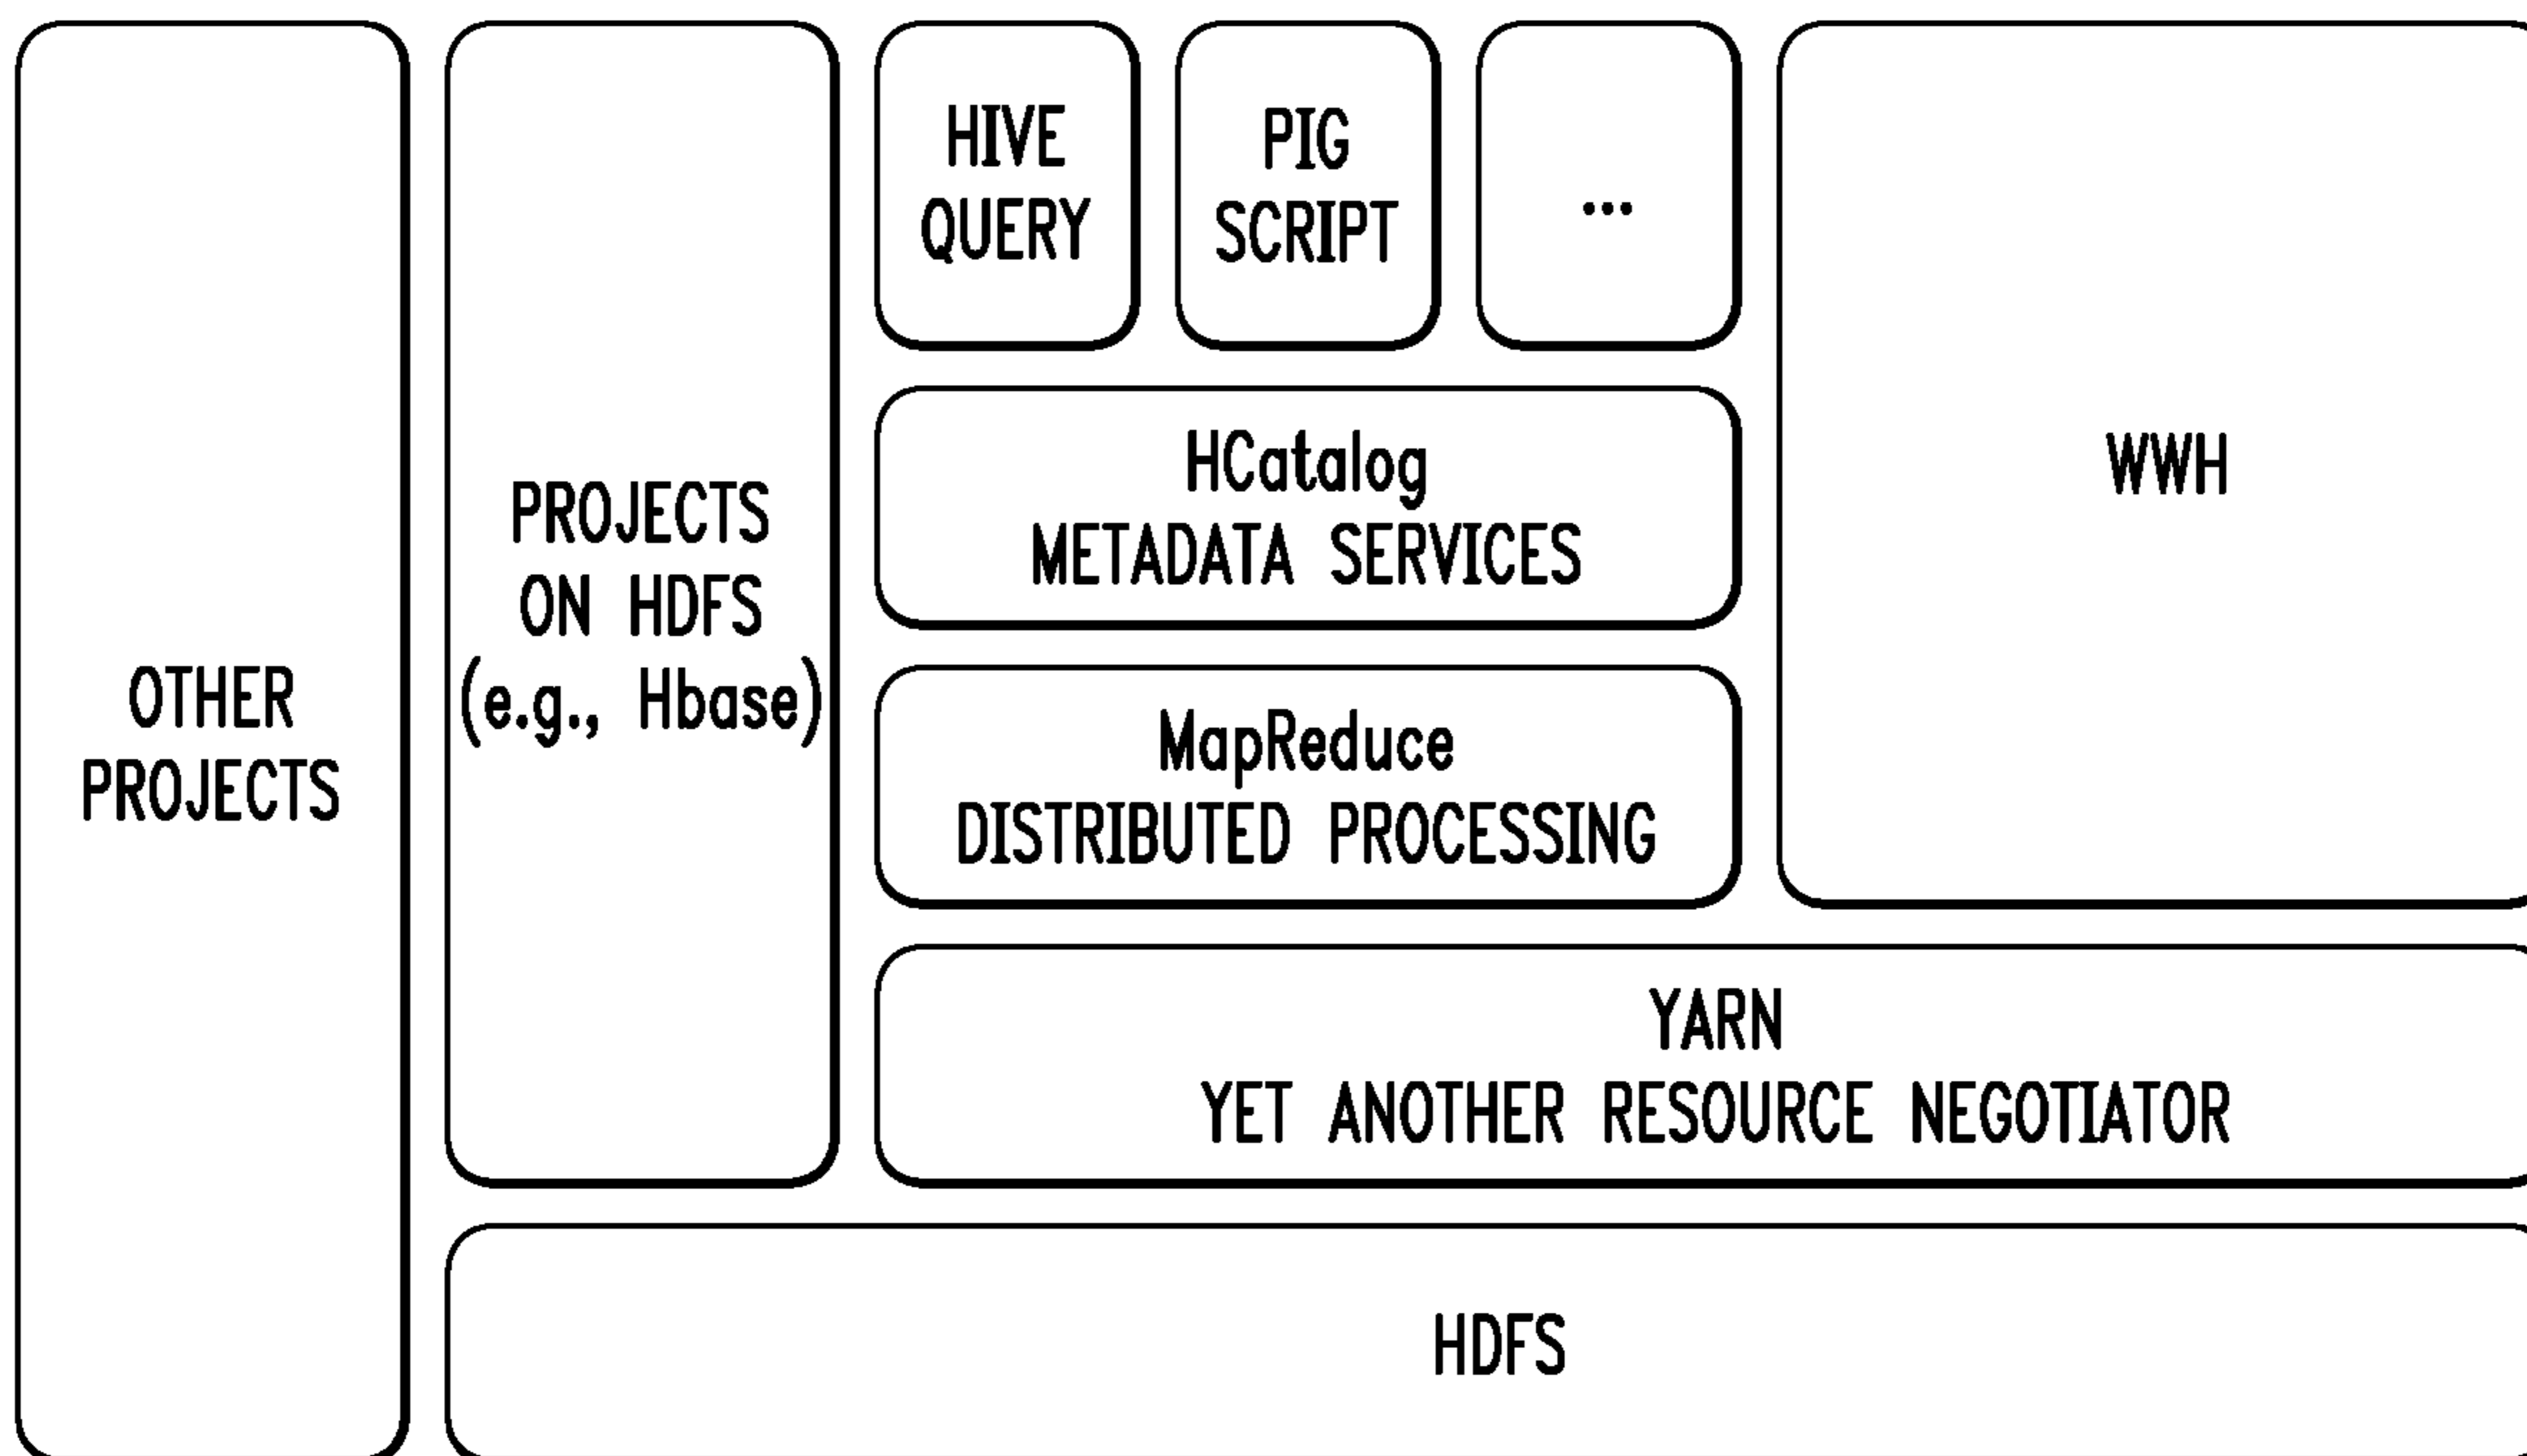 OTHER
PROJECTS
PROJECTS
ON HDFS
(e.g., Hbase)
HIVE
QUERY
PIG
SCRIPT
...
HCatalog
METADATA SERVICES
MapReduce
DISTRIBUTED PROCESSING
WWH
YARN
YET ANOTHER RESOURCE NEGOTIATOR
HDFS